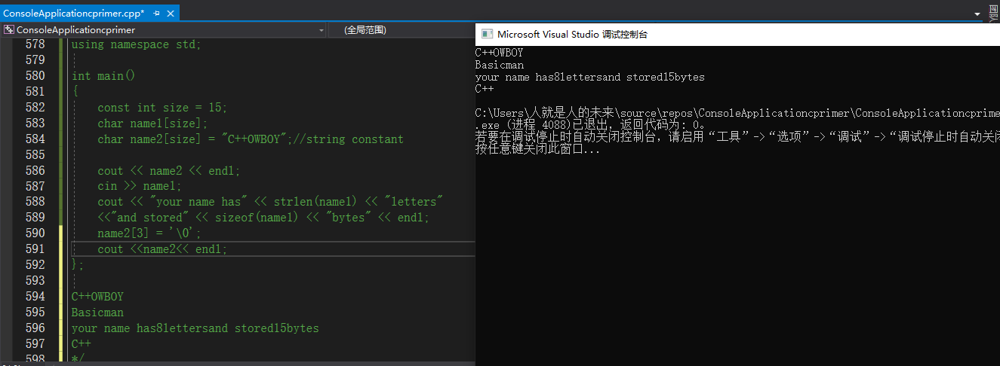 ConsoleApplicationcprimer.cpp*
ConsoleApplicationcprimer
(全局范围)
578 using namespace std;
579
580 int main()
581 {
582 const int size = 15;
583 char name1[size];
584 char name2[size] = "C++OWBOY";//string constant
585
586 cout << name2 << endl;
587 cin >> name1;
588 cout << "your name has" << strlen(name1) << "letters"
589 <<"and stored" << sizeof(name1) << "bytes" << endl;
590 name2[3] = '\0';
591 cout <<name2<< endl;
592 };
593
594 C++OWBOY
595 Basicman
596 your name has8lettersand stored15bytes
597 C++
598 */
Microsoft Visual Studio 调试控制台
C++OWBOY
Basicman
your name has8lettersand stored15bytes
C++
C:\Users\人就是人的未来\source\repos\ConsoleApplicationcprimer\ConsoleApplicationcprime
.exe (进程 4088)已退出，返回代码为: 0。
若要在调试停止时自动关闭控制台，请启用“工具”->“选项”->“调试”->“调试停止时自动关闭
按任意键关闭此窗口...